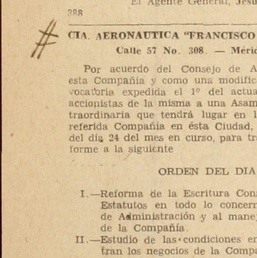 El Agente General, Jesú
328
CIA. AERONAUTICA "FRANCISCO
Calle 57 No. 308. — Méri
Por acuerdo del Consejo de A
esta Compañía y como una modific
vocatoria expedida el 1º del actua
accionistas de la misma a una Asam
traordinaria que tendrá lugar en l
referida Compañía en ésta Ciudad,
del día 24 del mes en curso, para tr
forme a la siguiente
ORDEN DEL DIA
I.—Reforma de la Escritura Con
Estatutos en todo lo concern
de Administración y al mane
de la Compañía.
II.—Estudio de las condiciones en
tran los negocios de la Compa